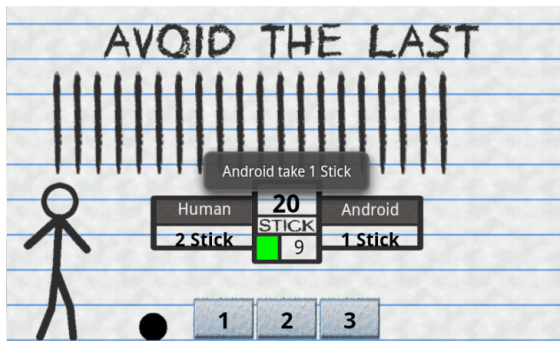 AVOID THE LAST
Android take 1 Stick
Human
20
Android
STICK
2 Stick
9
1 Stick
1
2
3